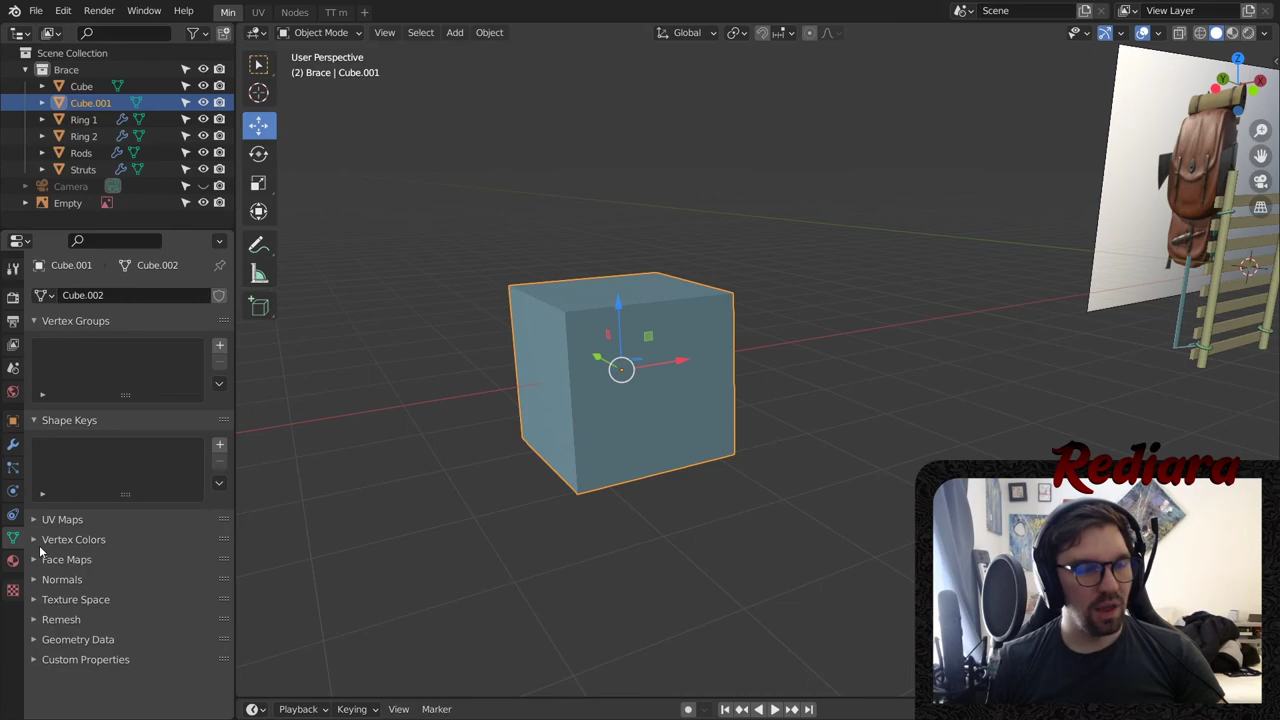 File Edit Render Window Help Min UV Nodes TT m Scene View Layer
Object Mode View Select Add Object Global
Scene Collection
Brace
Cube
Cube.001
Ring 1
Ring 2
Rods
Struts
Camera
Empty
User Perspective
(2) Brace | Cube.001
Z
Y
X
Cube.001 Cube.002
Cube.002
Vertex Groups
Shape Keys
UV Maps
Vertex Colors
Face Maps
Normals
Texture Space
Remesh
Geometry Data
Custom Properties
Rediara
Playback Keying View Marker